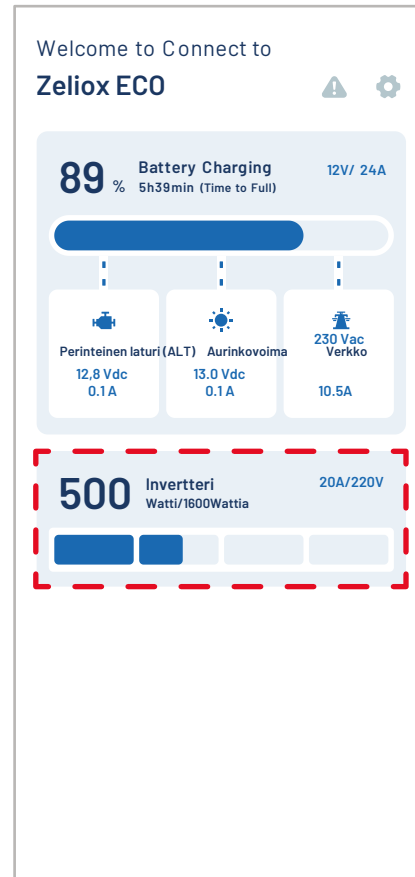 Welcome to Connect to
Zeliox ECO
89 % Battery Charging 12V/ 24A
5h39min (Time to Full)
Perinteinen laturi (ALT) Aurinkovoima 230 Vac Verkko
12,8 Vdc 13.0 Vdc
0.1 A 0.1 A 10.5A
500 Invertteri 20A/220V
Watti/1600Wattia